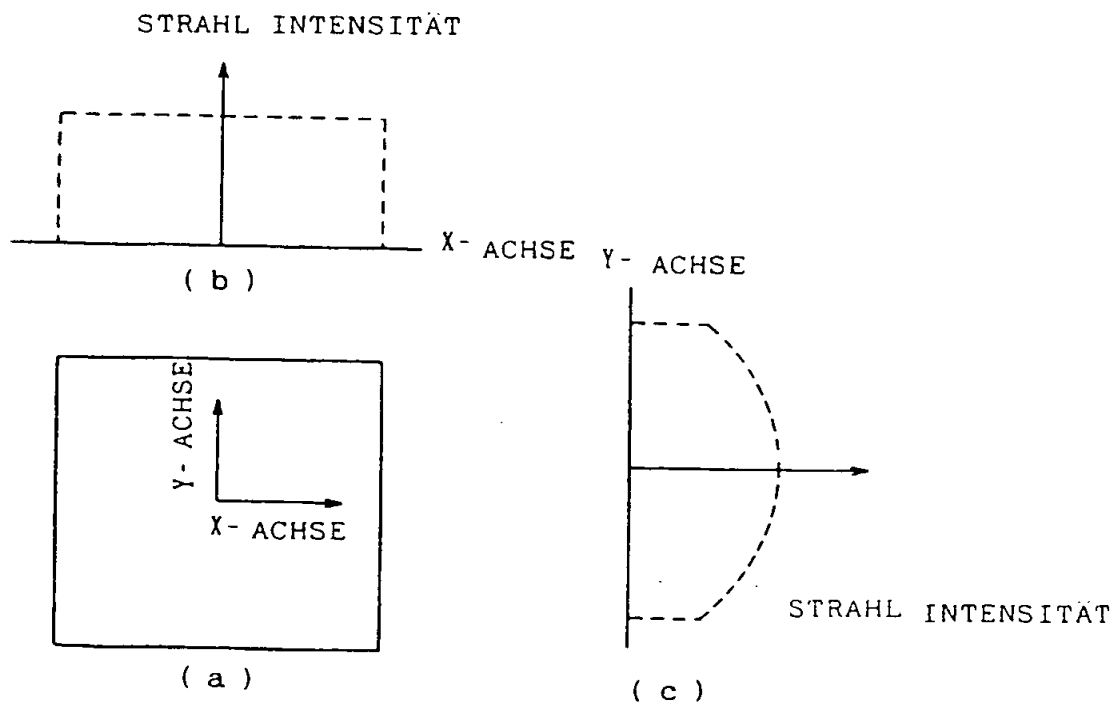 STRAHL INTENSITÄT
X- ACHSE
( b )
Y- ACHSE
Y- ACHSE
X- ACHSE
( a )
STRAHL INTENSITÄT
( c )